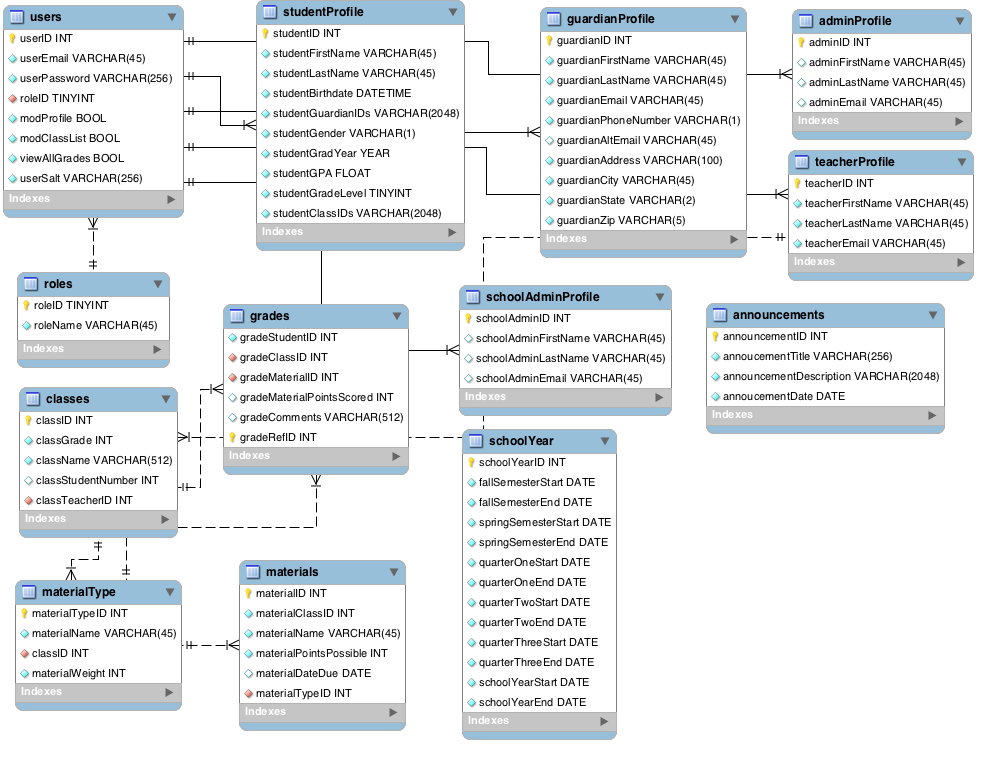 users
userID INT
userEmail VARCHAR(45)
userPassword VARCHAR(256)
roleID TINYINT
modProfile BOOL
modClassList BOOL
viewAllGrades BOOL
userSalt VARCHAR(256)
Indexes
studentProfile
studentID INT
studentFirstName VARCHAR(45)
studentLastName VARCHAR(45)
studentBirthdate DATETIME
studentGuardianIDs VARCHAR(2048)
studentGender VARCHAR(1)
studentGradYear YEAR
studentGPA FLOAT
studentGradeLevel TINYINT
studentClassIDs VARCHAR(2048)
Indexes
guardianProfile
guardianID INT
guardianFirstName VARCHAR(45)
guardianLastName VARCHAR(45)
guardianEmail VARCHAR(45)
guardianPhoneNumber VARCHAR(1)
guardianAltEmail VARCHAR(45)
guardianAddress VARCHAR(100)
guardianCity VARCHAR(45)
guardianState VARCHAR(2)
guardianZip VARCHAR(5)
Indexes
adminProfile
adminID INT
adminFirstName VARCHAR(45)
adminLastName VARCHAR(45)
adminEmail VARCHAR(45)
Indexes
teacherProfile
teacherID INT
teacherFirstName VARCHAR(45)
teacherLastName VARCHAR(45)
teacherEmail VARCHAR(45)
Indexes
roles
roleID TINYINT
roleName VARCHAR(45)
Indexes
grades
gradeStudentID INT
gradeClassID INT
gradeMaterialID INT
gradeMaterialPointsScored INT
gradeComments VARCHAR(512)
gradeRefID INT
Indexes
schoolAdminProfile
schoolAdminID INT
schoolAdminFirstName VARCHAR(45)
schoolAdminLastName VARCHAR(45)
schoolAdminEmail VARCHAR(45)
Indexes
announcements
announcementID INT
annoucementTitle VARCHAR(256)
announcementDescription VARCHAR(2048)
annoucementDate DATE
Indexes
classes
classID INT
classGrade INT
className VARCHAR(512)
classStudentNumber INT
classTeacherID INT
Indexes
schoolYear
schoolYearID INT
fallSemesterStart DATE
fallSemesterEnd DATE
springSemesterStart DATE
springSemesterEnd DATE
quarterOneStart DATE
quarterOneEnd DATE
quarterTwoStart DATE
quarterTwoEnd DATE
quarterThreeStart DATE
quarterThreeEnd DATE
schoolYearStart DATE
schoolYearEnd DATE
Indexes
materialType
materialTypeID INT
materialName VARCHAR(45)
classID INT
materialWeight INT
Indexes
materials
materialID INT
materialClassID INT
materialName VARCHAR(45)
materialPointsPossible INT
materialDateDue DATE
materialTypeID INT
Indexes